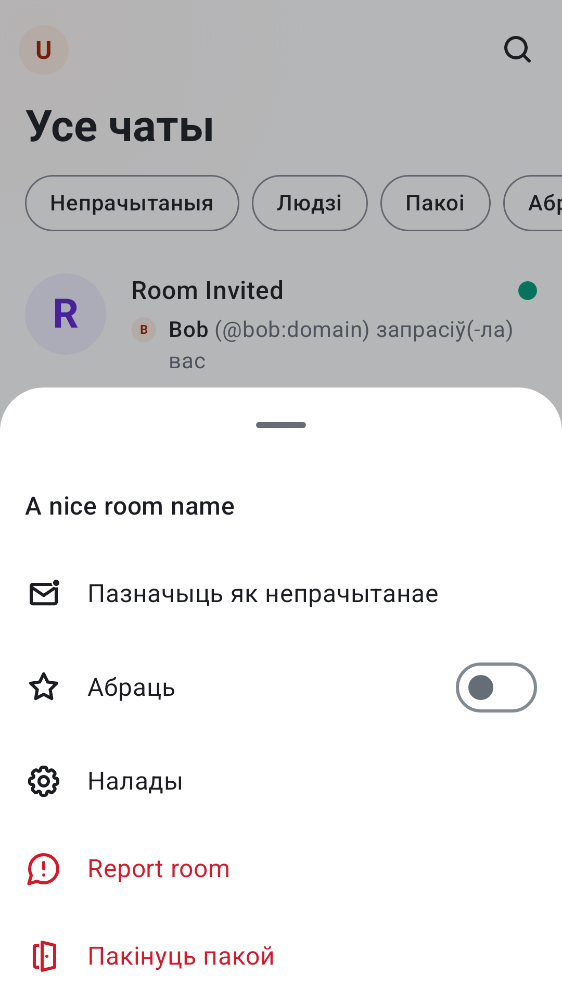 U
Усе чаты
Непрачытаныя
Людзі
Пакоі
Абр
R
Room Invited
B
Bob (@bob:domain) запрасіў(-ла)
вас
A nice room name
Пазначыць як непрачытанае
Абраць
Налады
Report room
Пакінуць пакой